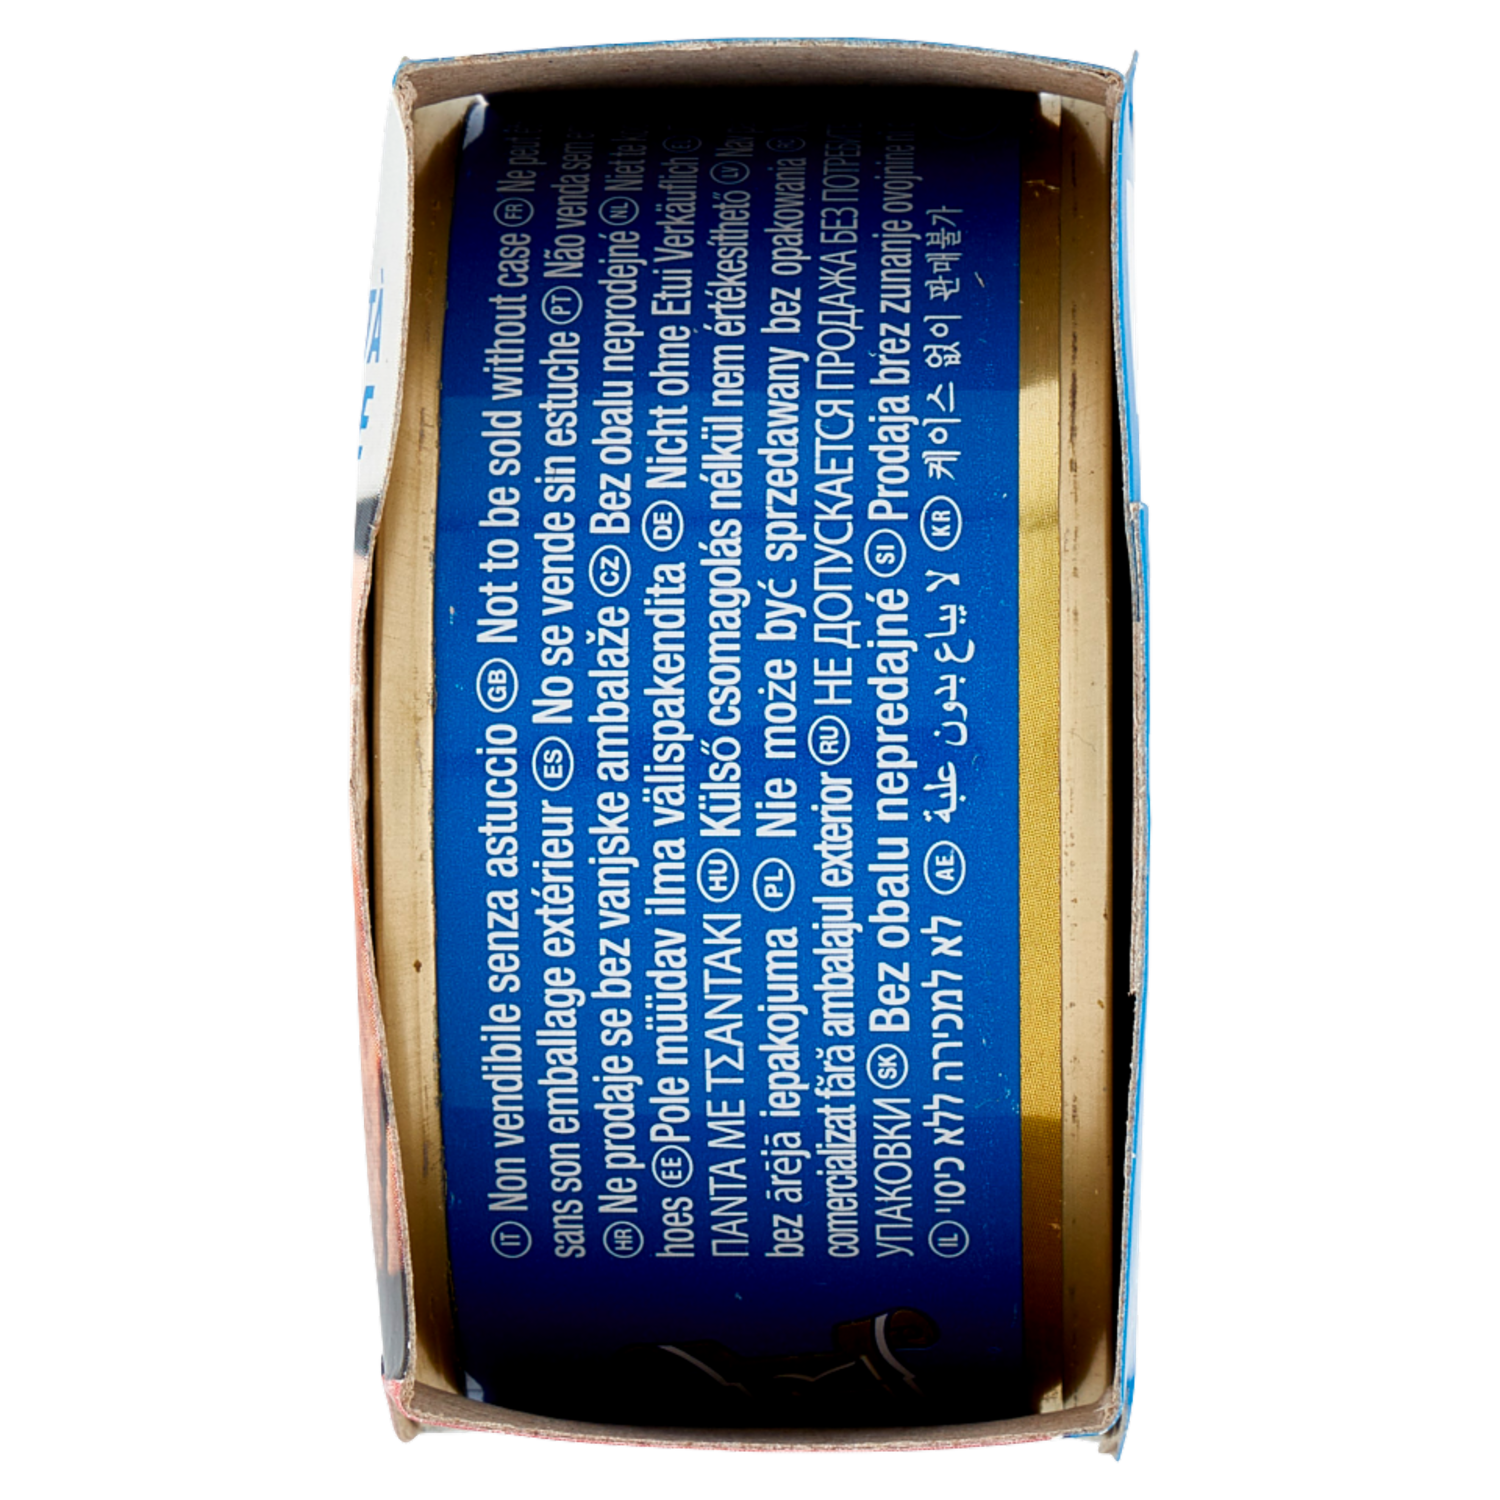 IT Non vendibile senza astuccio GB Not to be sold without case FR Ne peut
sans son emballage extérieur ES No se vende sin estuche PT Não venda sem
HR Ne prodaje se bez vanjske ambalaže CZ Bez obalu neprodejné NL Niet te
hoes EE Pole müüdav ilma välispakendita DE Nicht ohne Etui Verkäuflich
ΠΑΝΤΑ ΜΕ ΤΣΑΝΤΑΚΙ HU Külső csomagolás nélkül nem értékesíthető LV Nav
bez ārējā iepakojuma PL Nie może być sprzedawany bez opakowania
comercializat fără ambalajul exterior RU НЕ ДОПУСКАЕТСЯ ПРОДАЖА БЕЗ
УПАКОВКИ SK Bez obalu nepredajné SI Prodaja brez zunanje ovojnine
IL לא למכירה ללא כיסוי AE لا يباع بدون علبة KR 케이스 없이 판매불가
TÀ
E